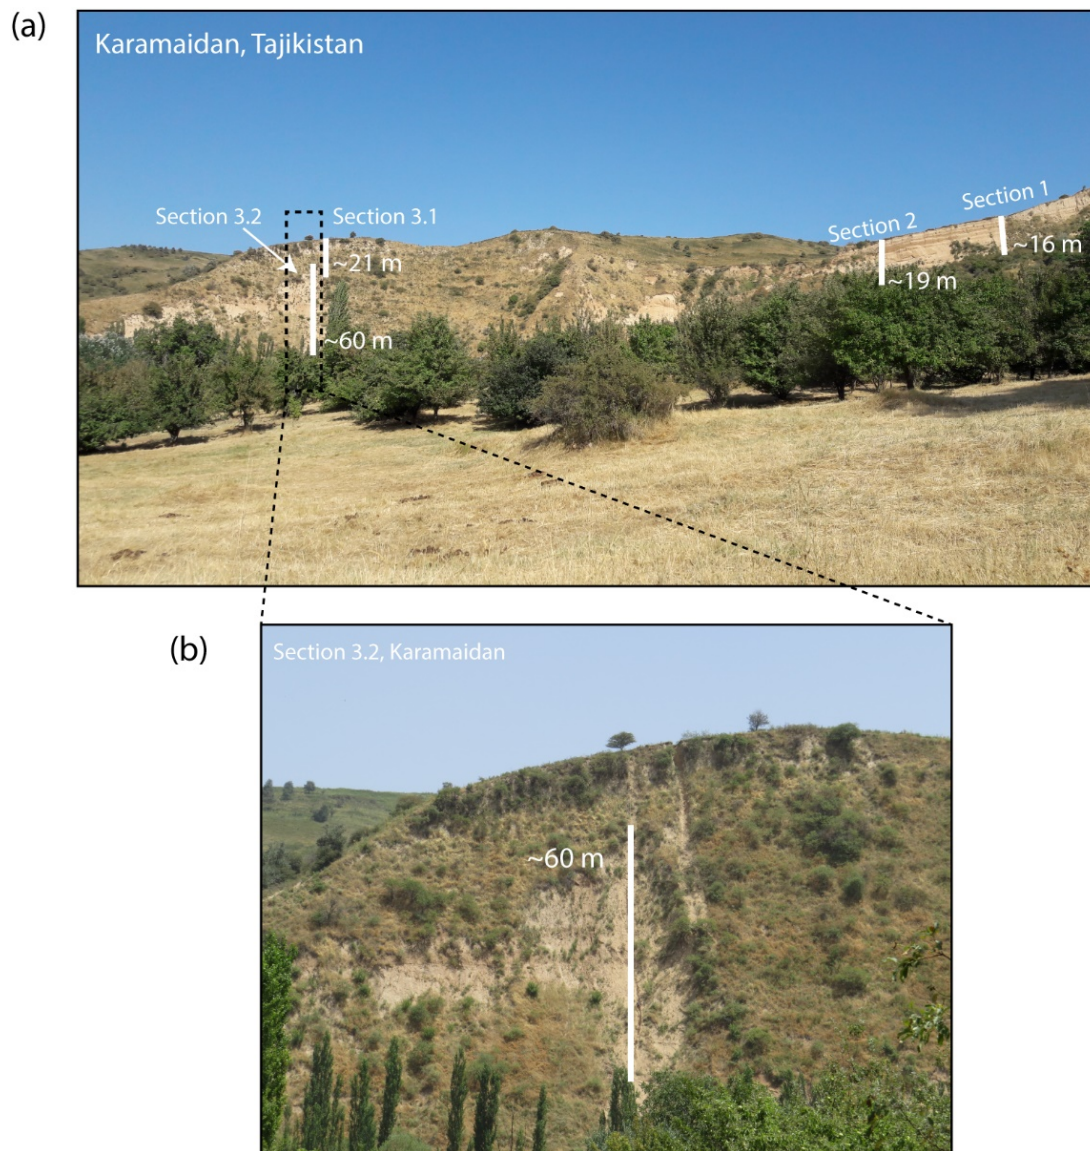 (a)
Karamaidan, Tajikistan
Section 3.2
Section 3.1
~21 m
~60 m
Section 2
~19 m
Section 1
~16 m
(b)
Section 3.2, Karamaidan
~60 m